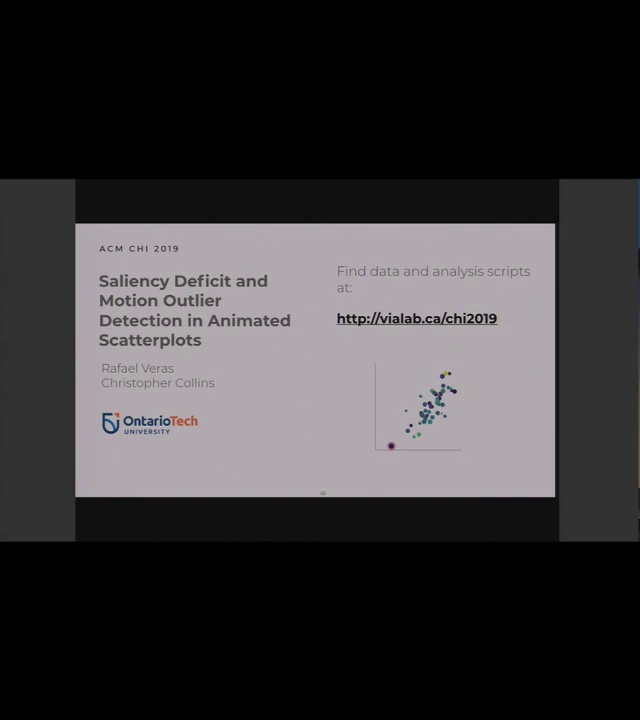 ACM CHI 2019
Saliency Deficit and
Motion Outlier
Detection in Animated
Scatterplots
Rafael Veras
Christopher Collins
OntarioTech
UNIVERSITY
Find data and analysis scripts
at:
http://vialab.ca/chi2019